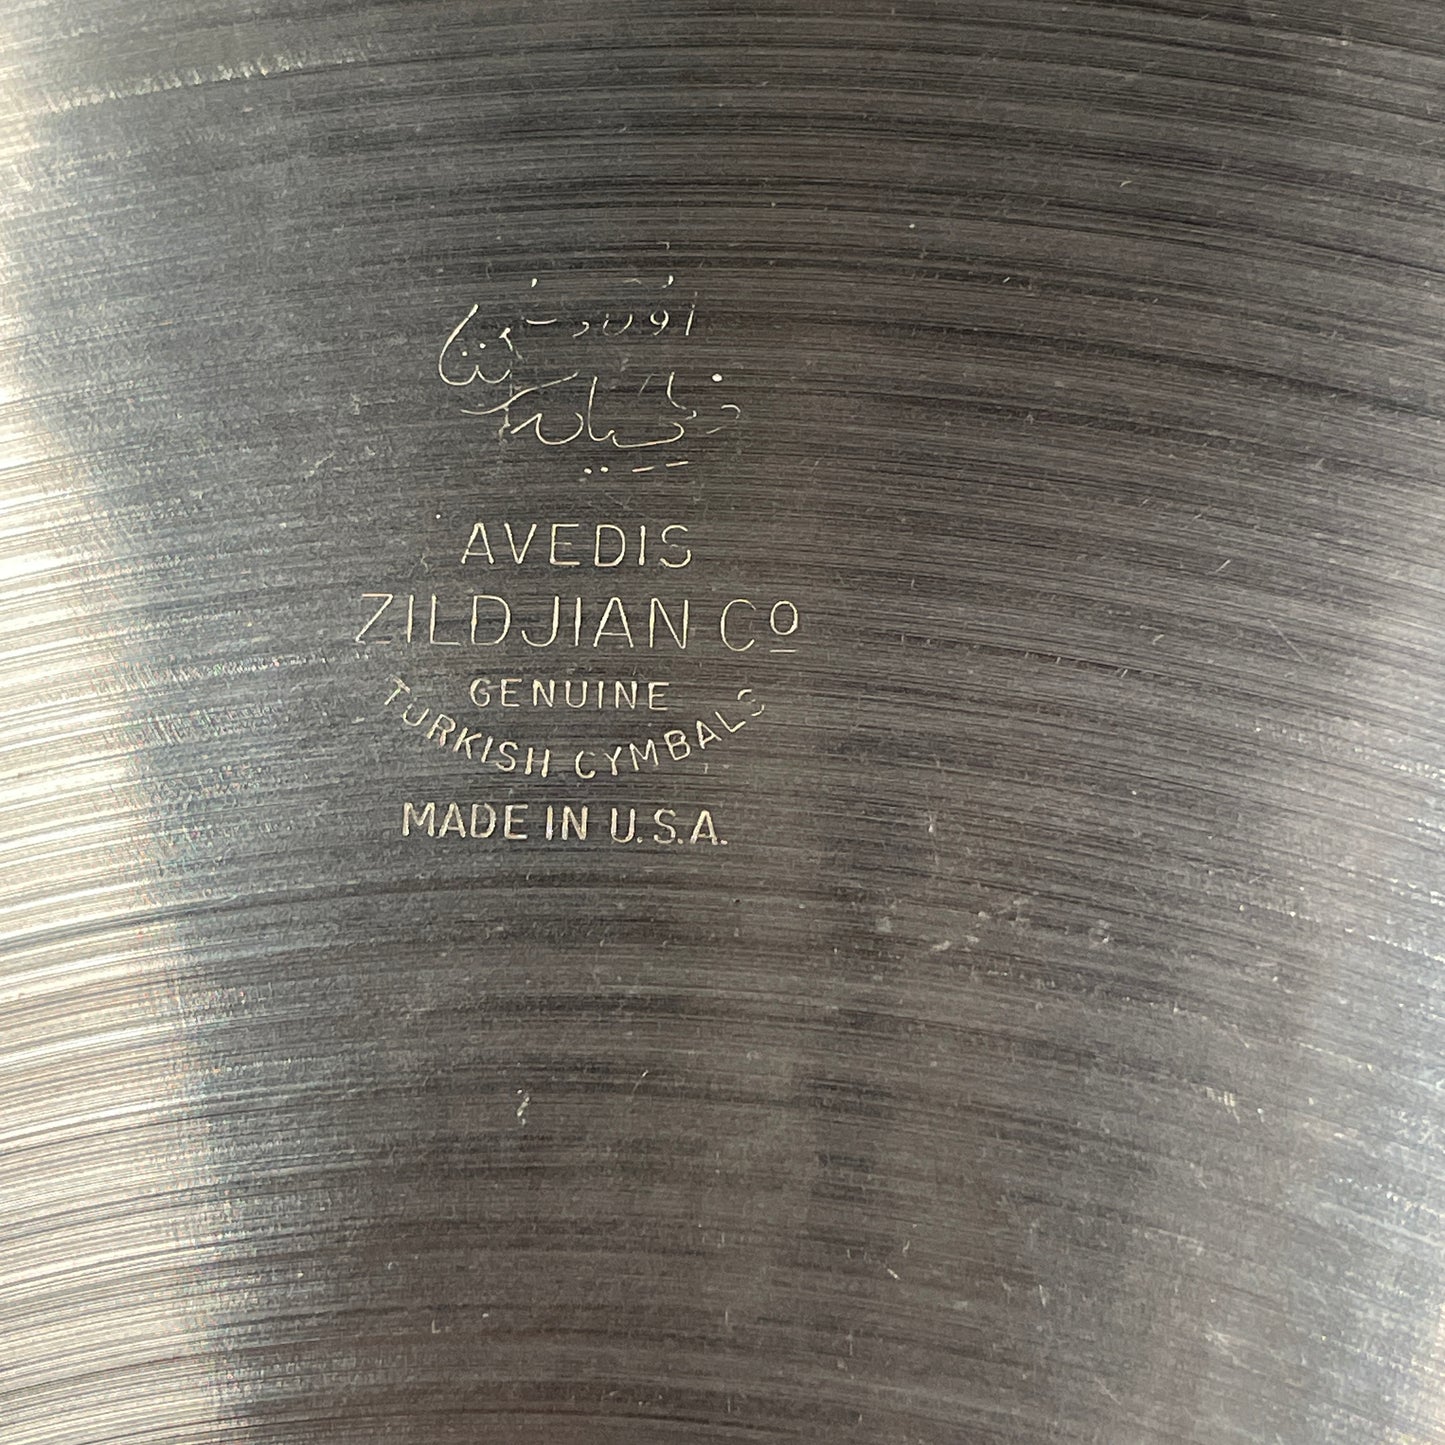 AVEDIS
ZILDJIAN Co
GENUINE
TURKISH CYMBALS
MADE IN U.S.A.